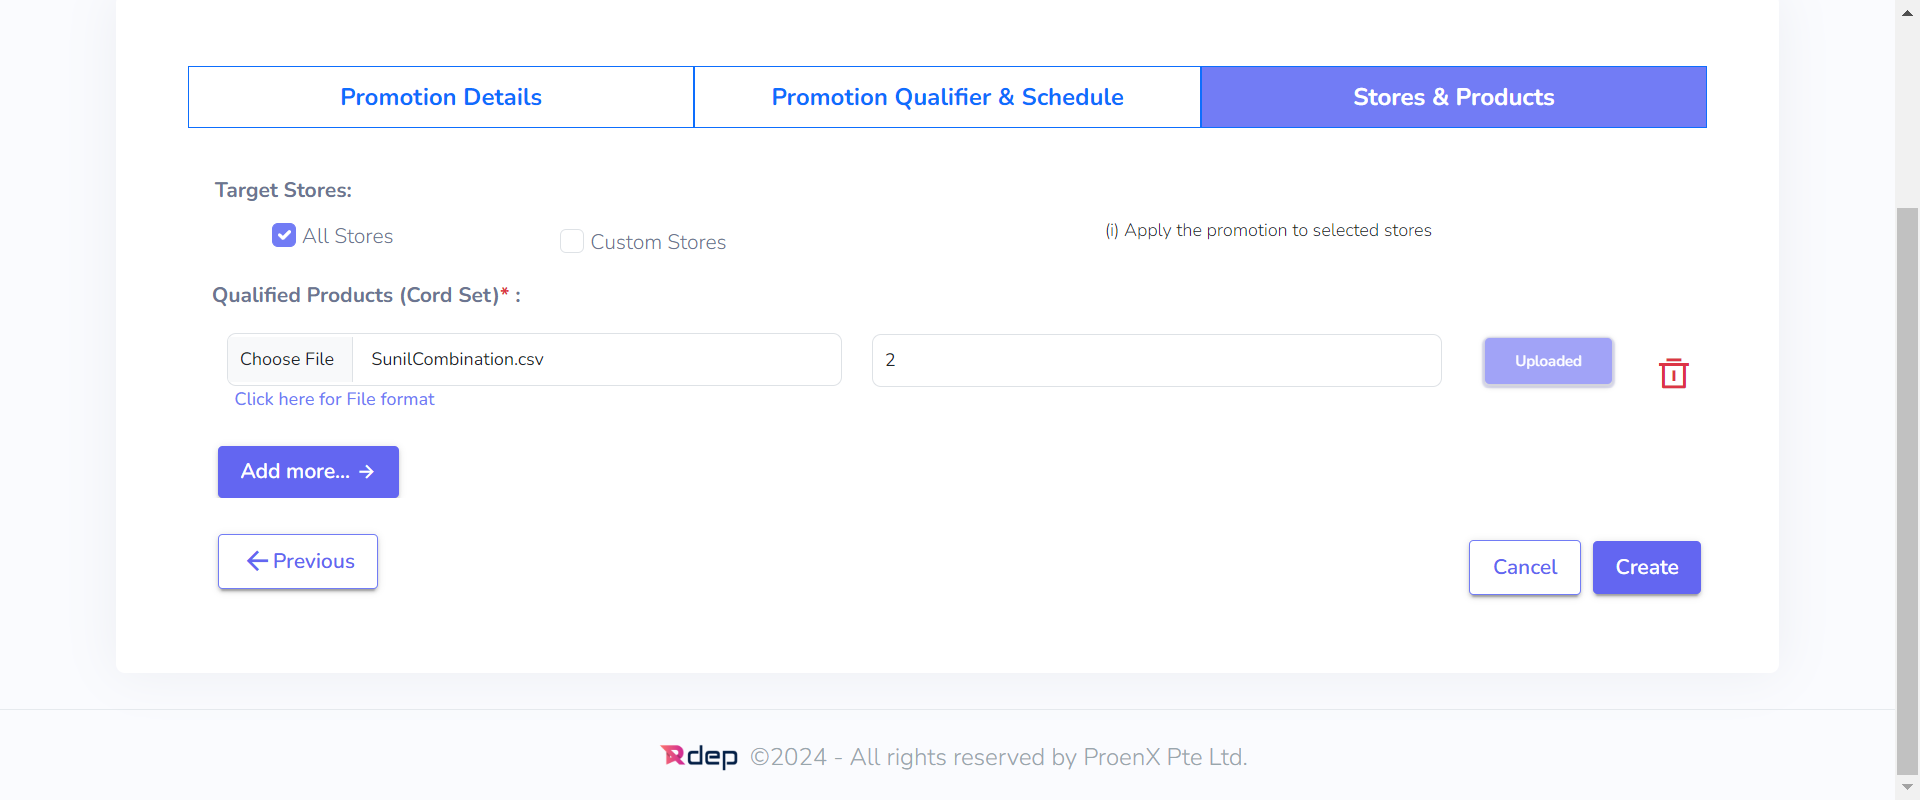 Promotion Details
Promotion Qualifier & Schedule
Stores & Products
Target Stores:
All Stores
Custom Stores
(i) Apply the promotion to selected stores
Qualified Products (Cord Set)* :
Choose File
SunilCombination.csv
2
Uploaded
Click here for File format
Add more... →
Previous
Cancel
Create
Rdep ©2024 - All rights reserved by ProenX Pte Ltd.